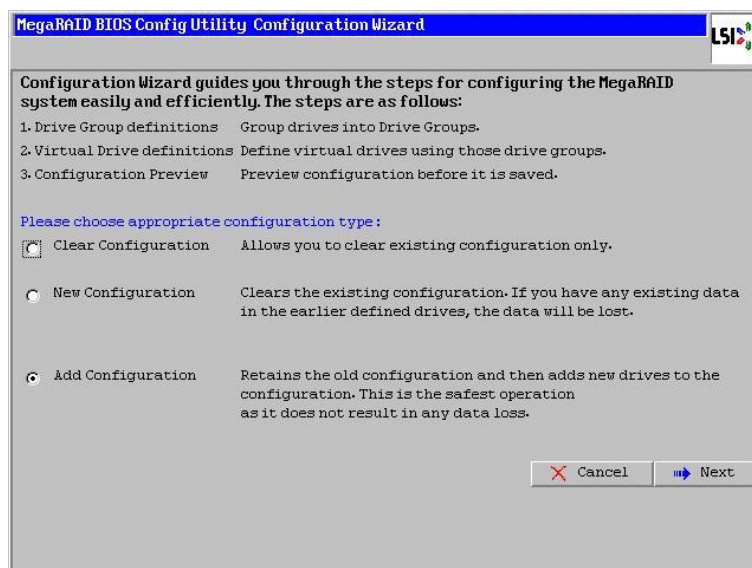 MegaRAID BIOS Config Utility Configuration Wizard
LSI
Configuration Wizard guides you through the steps for configuring the MegaRAID
system easily and efficiently. The steps are as follows:
1. Drive Group definitions Group drives into Drive Groups.
2. Virtual Drive definitions Define virtual drives using those drive groups.
3. Configuration Preview Preview configuration before it is saved.
Please choose appropriate configuration type:
Clear Configuration Allows you to clear existing configuration only.
New Configuration Clears the existing configuration. If you have any existing data
in the earlier defined drives, the data will be lost.
Add Configuration Retains the old configuration and then adds new drives to the
configuration. This is the safest operation
as it does not result in any data loss.
Cancel Next